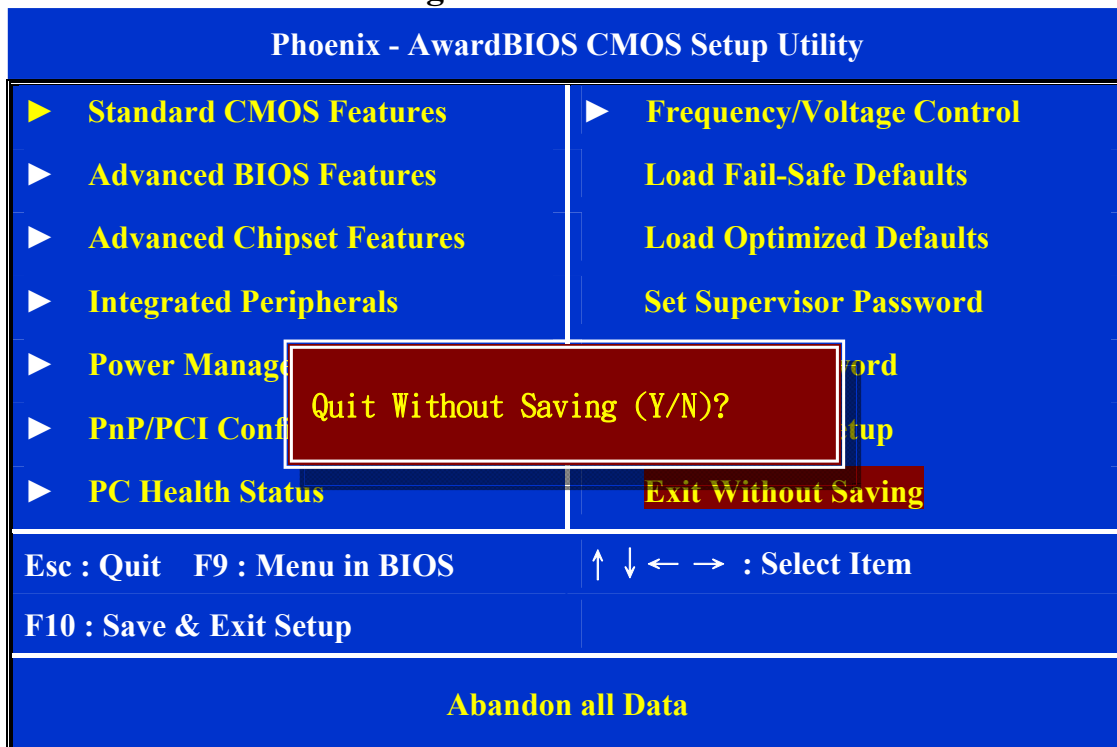 Phoenix - AwardBIOS CMOS Setup Utility
► Standard CMOS Features
► Advanced BIOS Features
► Advanced Chipset Features
► Integrated Peripherals
► Power Manage
► PnP/PCI Conf
► PC Health Status
► Frequency/Voltage Control
Load Fail-Safe Defaults
Load Optimized Defaults
Set Supervisor Password
Exit Without Saving
Quit Without Saving (Y/N)?
Esc : Quit F9 : Menu in BIOS
↑ ↓ ← → : Select Item
F10 : Save & Exit Setup
Abandon all Data